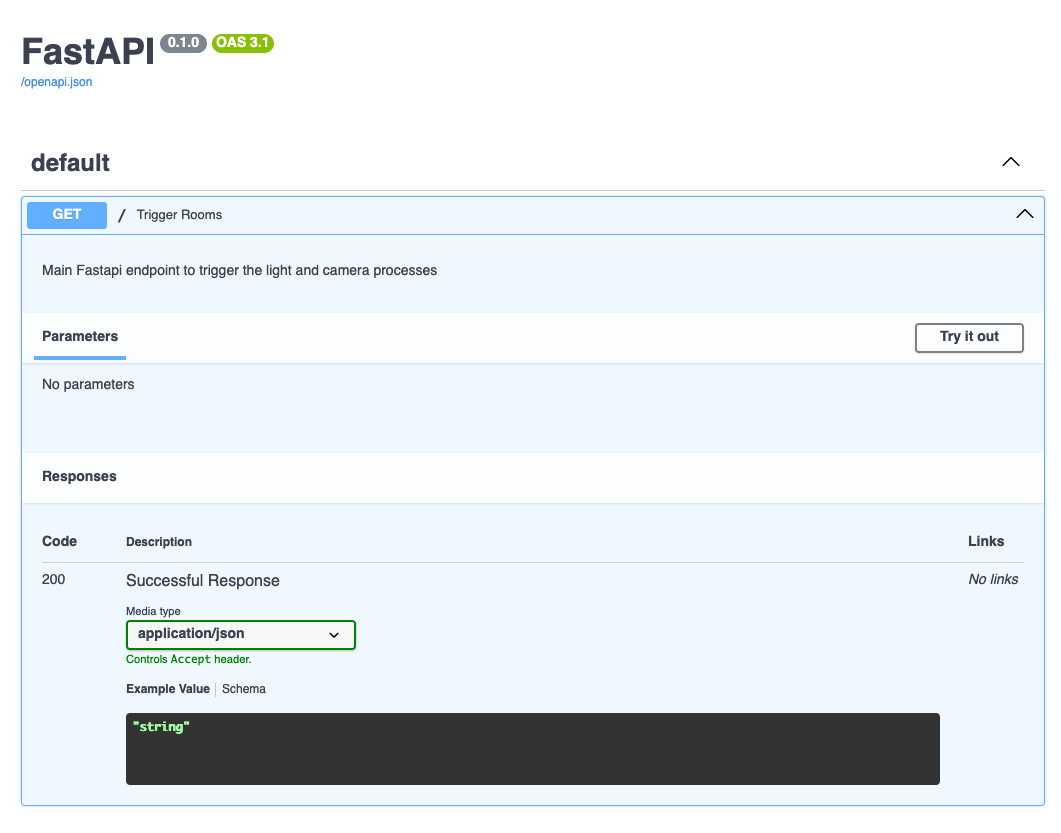 FastAPI 0.1.0 OAS 3.1
/openapi.json
default
GET / Trigger Rooms
Main Fastapi endpoint to trigger the light and camera processes
Parameters Try it out
No parameters
Responses
Code Description Links
200 Successful Response No links
Media type
application/json
Controls Accept header.
Example Value Schema
"string"